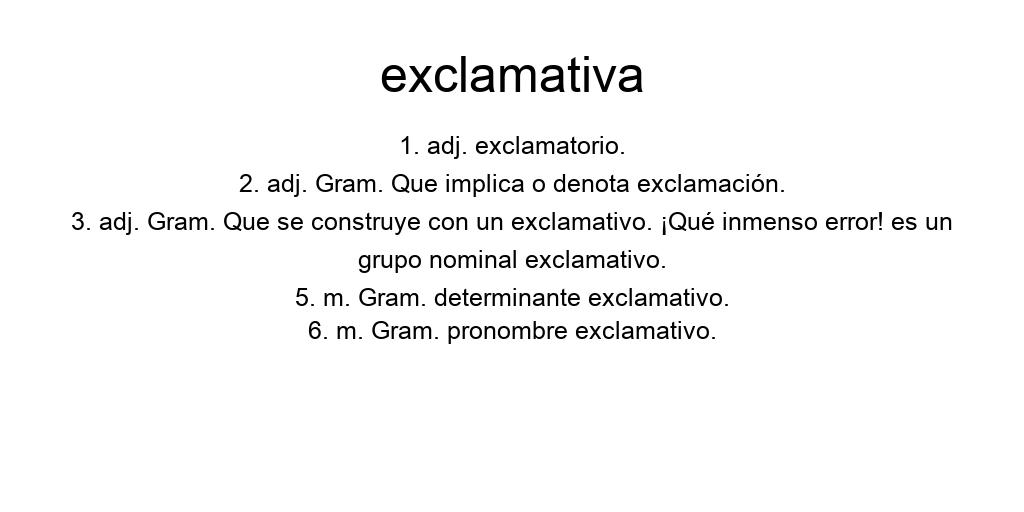 exclamativa
1. adj. exclamatorio.
2. adj. Gram. Que implica o denota exclamación.
3. adj. Gram. Que se construye con un exclamativo. ¡Qué inmenso error! es un
grupo nominal exclamativo.
5. m. Gram. determinante exclamativo.
6. m. Gram. pronombre exclamativo.